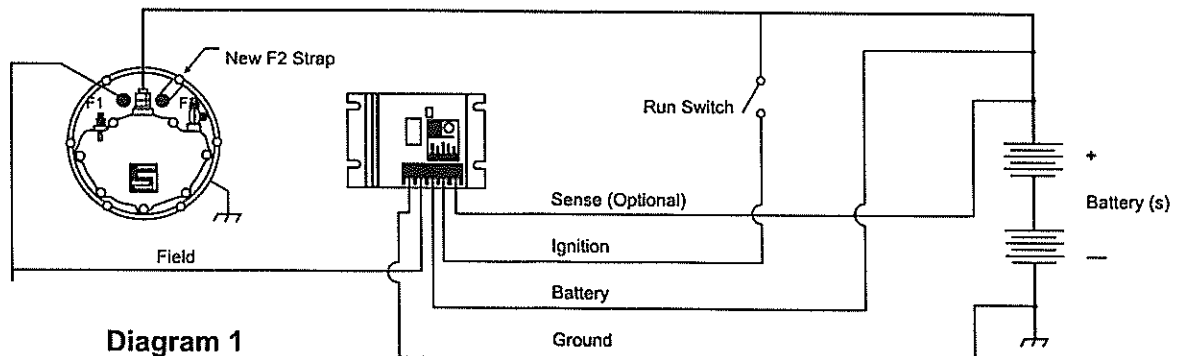 New F2 Strap
F1
F2
Run Switch
Sense (Optional)
+
Battery (s)
Ignition
—
Field
Battery
Diagram 1
Ground